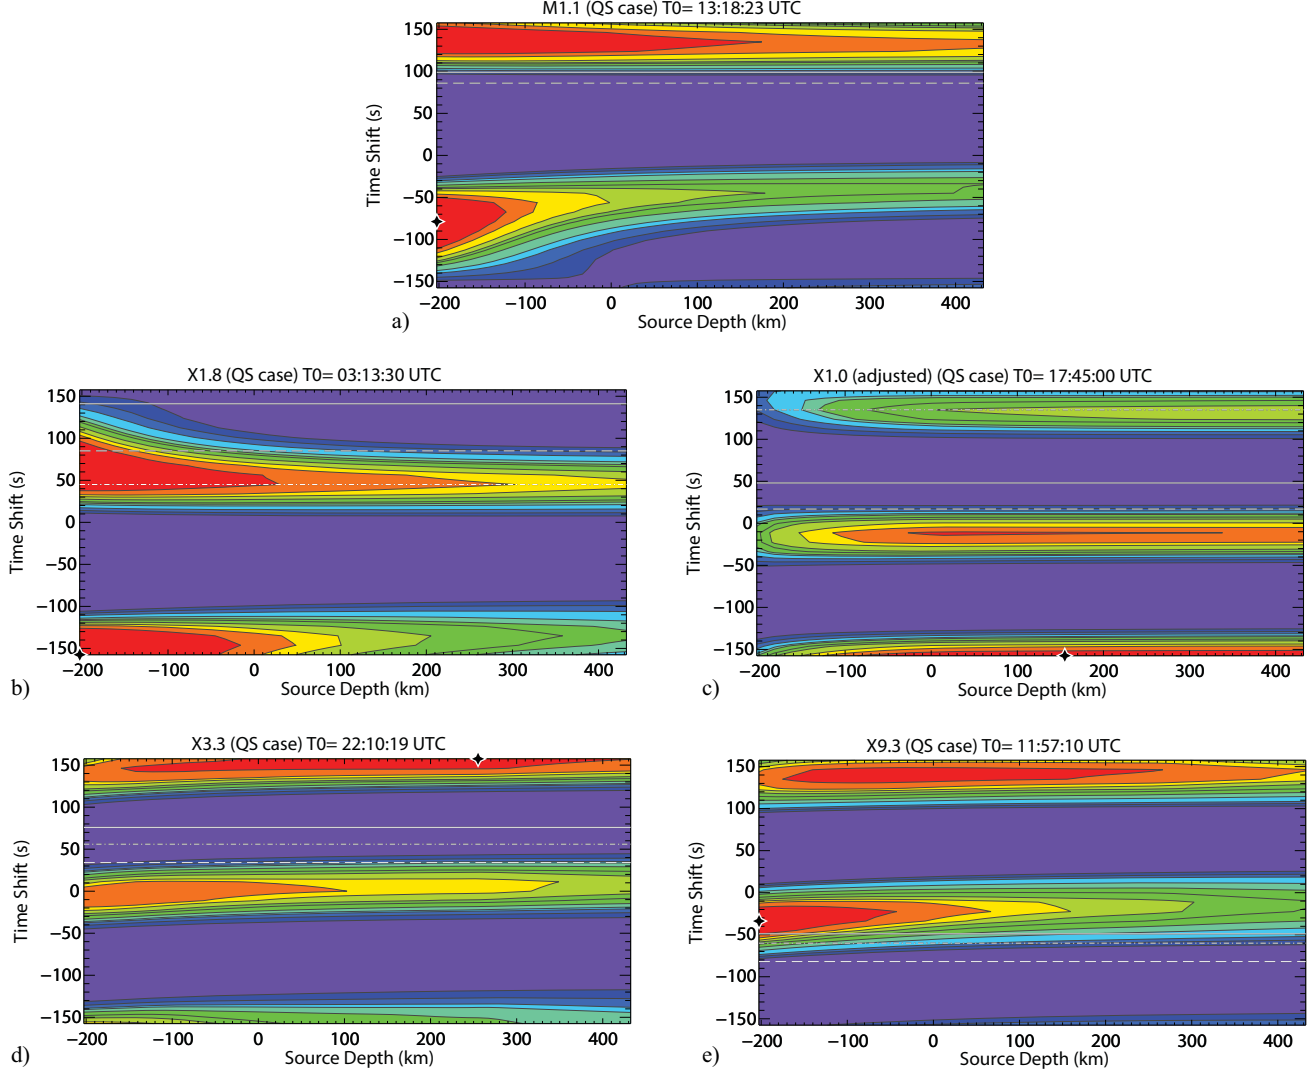 M1.1 (QS case) T0= 13:18:23 UTC
150
100
50
0
−50
−100
−150
Time Shift (s)
−200 −100 0 100 200 300 400
Source Depth (km)
a)
X1.8 (QS case) T0= 03:13:30 UTC
150
100
50
0
−50
−100
−150
Time Shift (s)
−200 −100 0 100 200 300 400
Source Depth (km)
b)
X1.0 (adjusted) (QS case) T0= 17:45:00 UTC
150
100
50
0
−50
−100
−150
Time Shift (s)
−200 −100 0 100 200 300 400
Source Depth (km)
c)
X3.3 (QS case) T0= 22:10:19 UTC
150
100
50
0
−50
−100
−150
Time Shift (s)
−200 −100 0 100 200 300 400
Source Depth (km)
d)
X9.3 (QS case) T0= 11:57:10 UTC
150
100
50
0
−50
−100
−150
Time Shift (s)
−200 −100 0 100 200 300 400
Source Depth (km)
e)